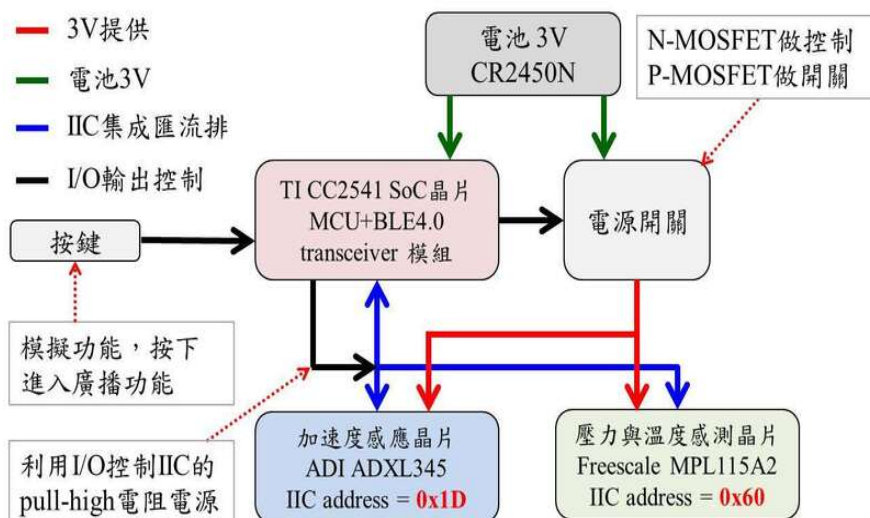 3V提供
電池3V
IIC集成匯流排
I/O輸出控制
電池 3V
CR2450N
N-MOSFET做控制
P-MOSFET做開關
按鍵
TI CC2541 SoC晶片
MCU+BLE4.0
transceiver 模組
電源開關
模擬功能，按下
進入廣播功能
利用I/O控制IIC的
pull-high電阻電源
加速度感應晶片
ADI ADXL345
IIC address = 0x1D
壓力與溫度感測晶片
Freescale MPL115A2
IIC address = 0x60